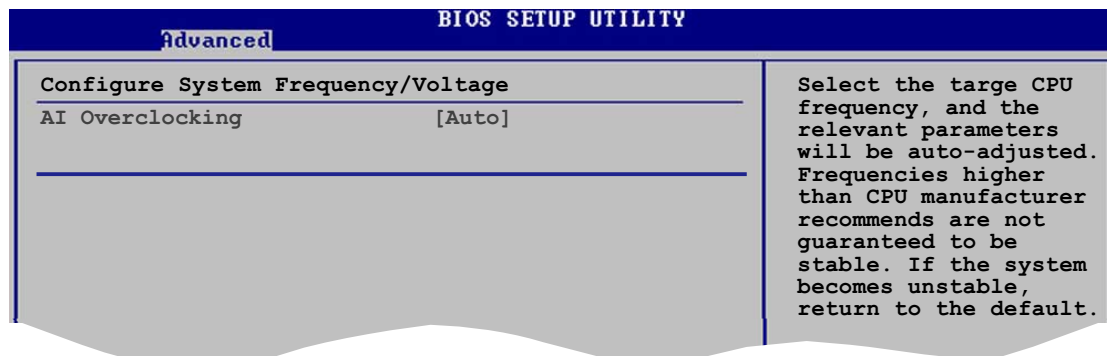 BIOS SETUP UTILITY
Advanced
Configure System Frequency/Voltage
AI Overclocking [Auto]
Select the targe CPU
frequency, and the
relevant parameters
will be auto-adjusted.
Frequencies higher
than CPU manufacturer
recommends are not
guaranteed to be
stable. If the system
becomes unstable,
return to the default.